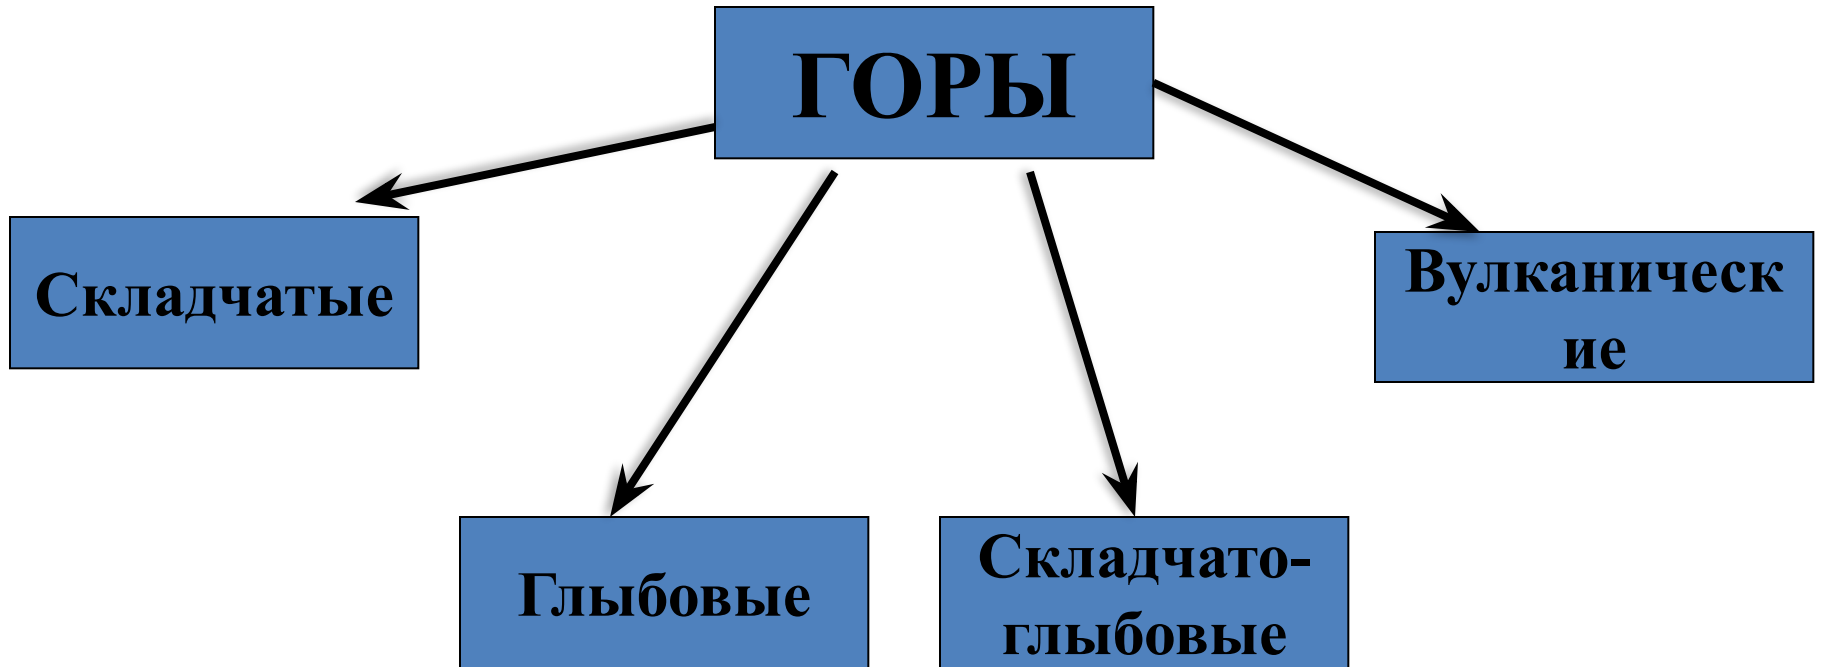 ГОРЫ
Складчатые
Вулканическ
ие
Глыбовые
Складчато-
глыбовые